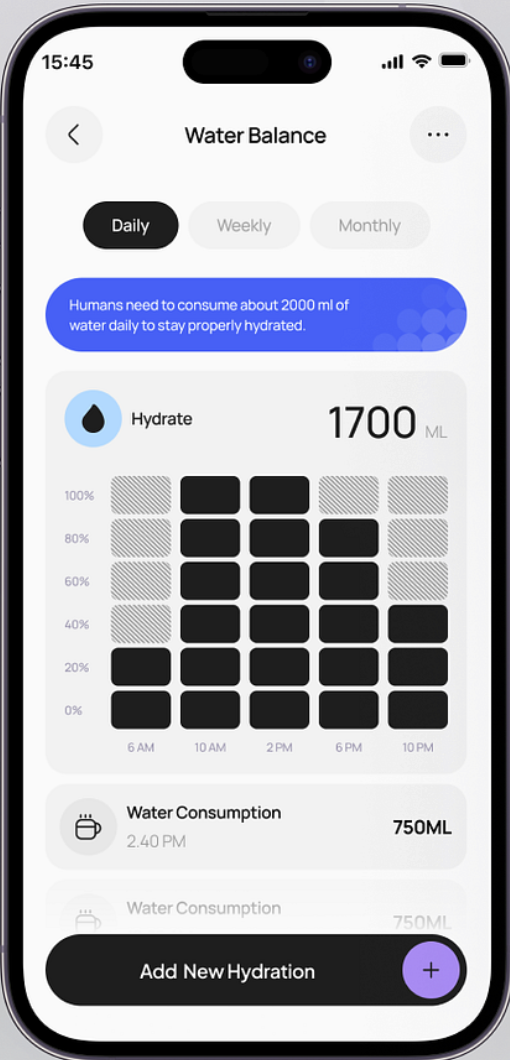 15:45
Water Balance
Daily
Weekly
Monthly
Humans need to consume about 2000 ml of
water daily to stay properly hydrated.
Hydrate
1700 ML
100%
80%
60%
40%
20%
0%
6 AM
10 AM
2 PM
6 PM
10 PM
Water Consumption
2.40 PM
750ML
Water Consumption
750ML
Add New Hydration